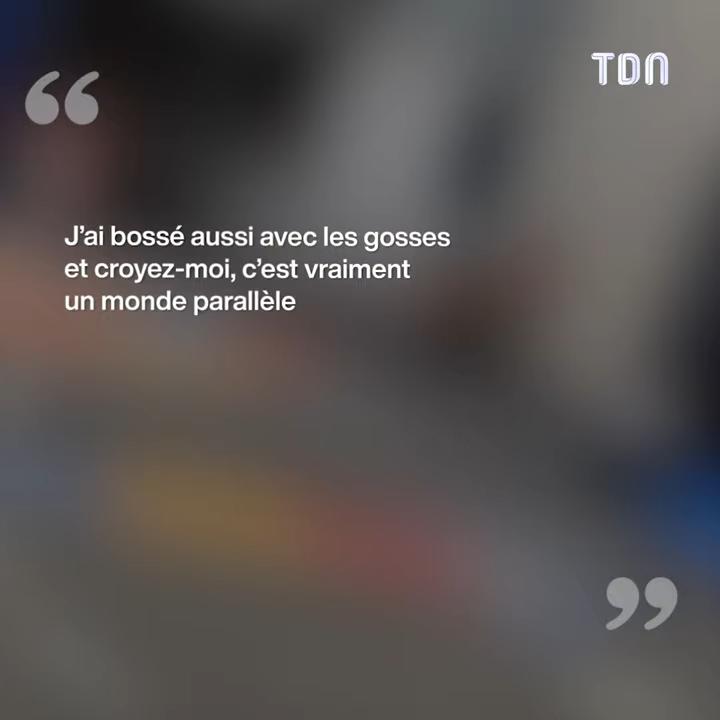 TDN
“
J’ai bossé aussi avec les gosses
et croyez-moi, c’est vraiment
un monde parallèle
”